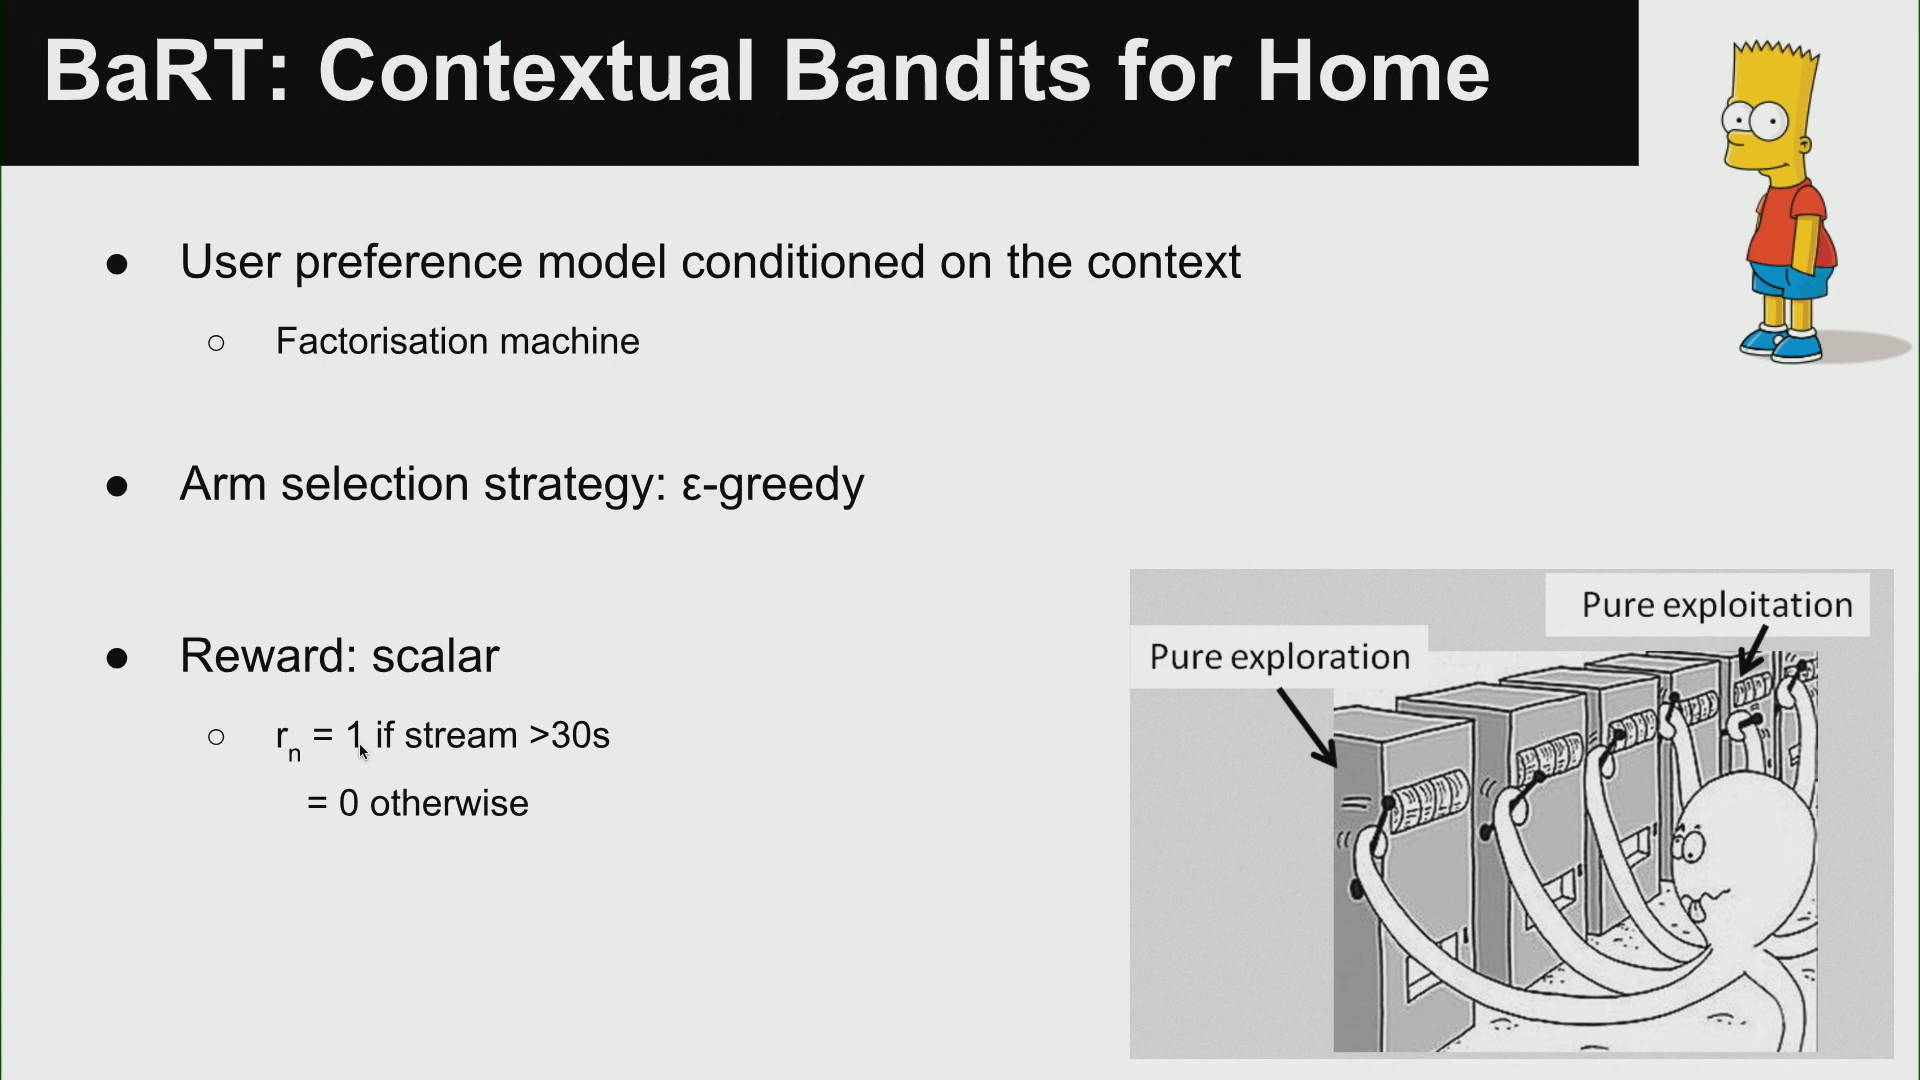 BaRT: Contextual Bandits for Home
● User preference model conditioned on the context
○ Factorisation machine
● Arm selection strategy: ε-greedy
● Reward: scalar
○ rₙ = 1 if stream >30s
= 0 otherwise
Pure exploitation
Pure exploration